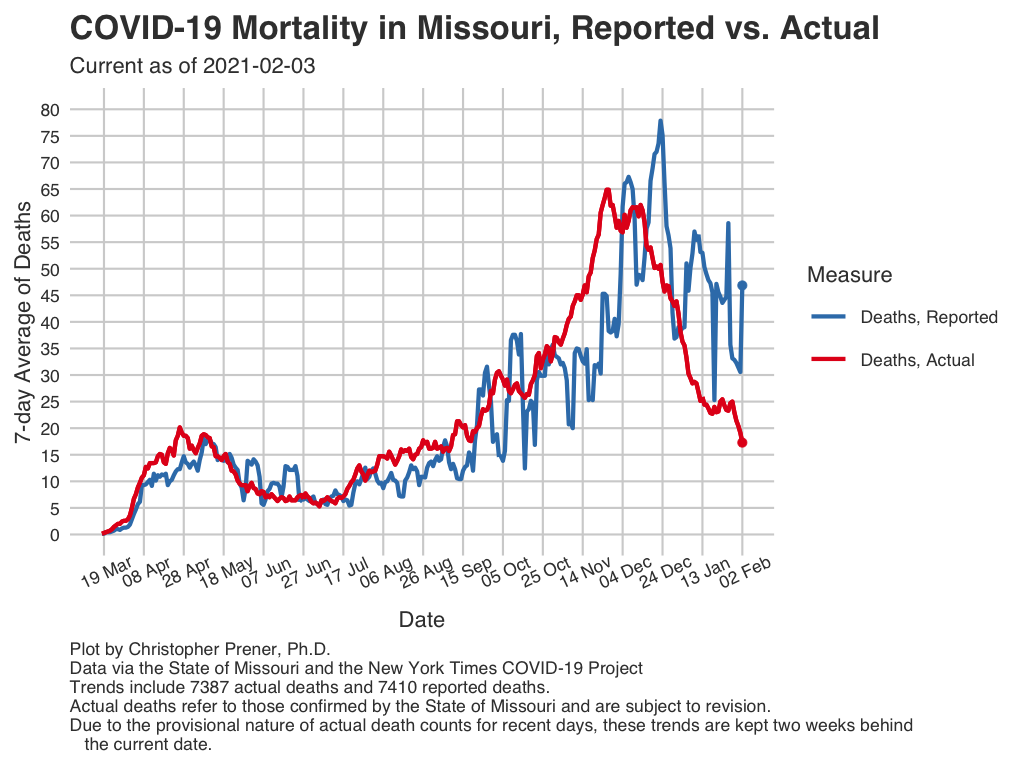 COVID-19 Mortality in Missouri, Reported vs. Actual
Current as of 2021-02-03
80
75
70
65
60
55
50
45
40
35
30
25
20
15
10
5
0
7-day Average of Deaths
19 Mar
08 Apr
28 Apr
18 May
07 Jun
27 Jun
17 Jul
06 Aug
26 Aug
15 Sep
05 Oct
25 Oct
14 Nov
04 Dec
24 Dec
13 Jan
02 Feb
Date
Measure
Deaths, Reported
Deaths, Actual
Plot by Christopher Prener, Ph.D.
Data via the State of Missouri and the New York Times COVID-19 Project
Trends include 7387 actual deaths and 7410 reported deaths.
Actual deaths refer to those confirmed by the State of Missouri and are subject to revision.
Due to the provisional nature of actual death counts for recent days, these trends are kept two weeks behind
the current date.